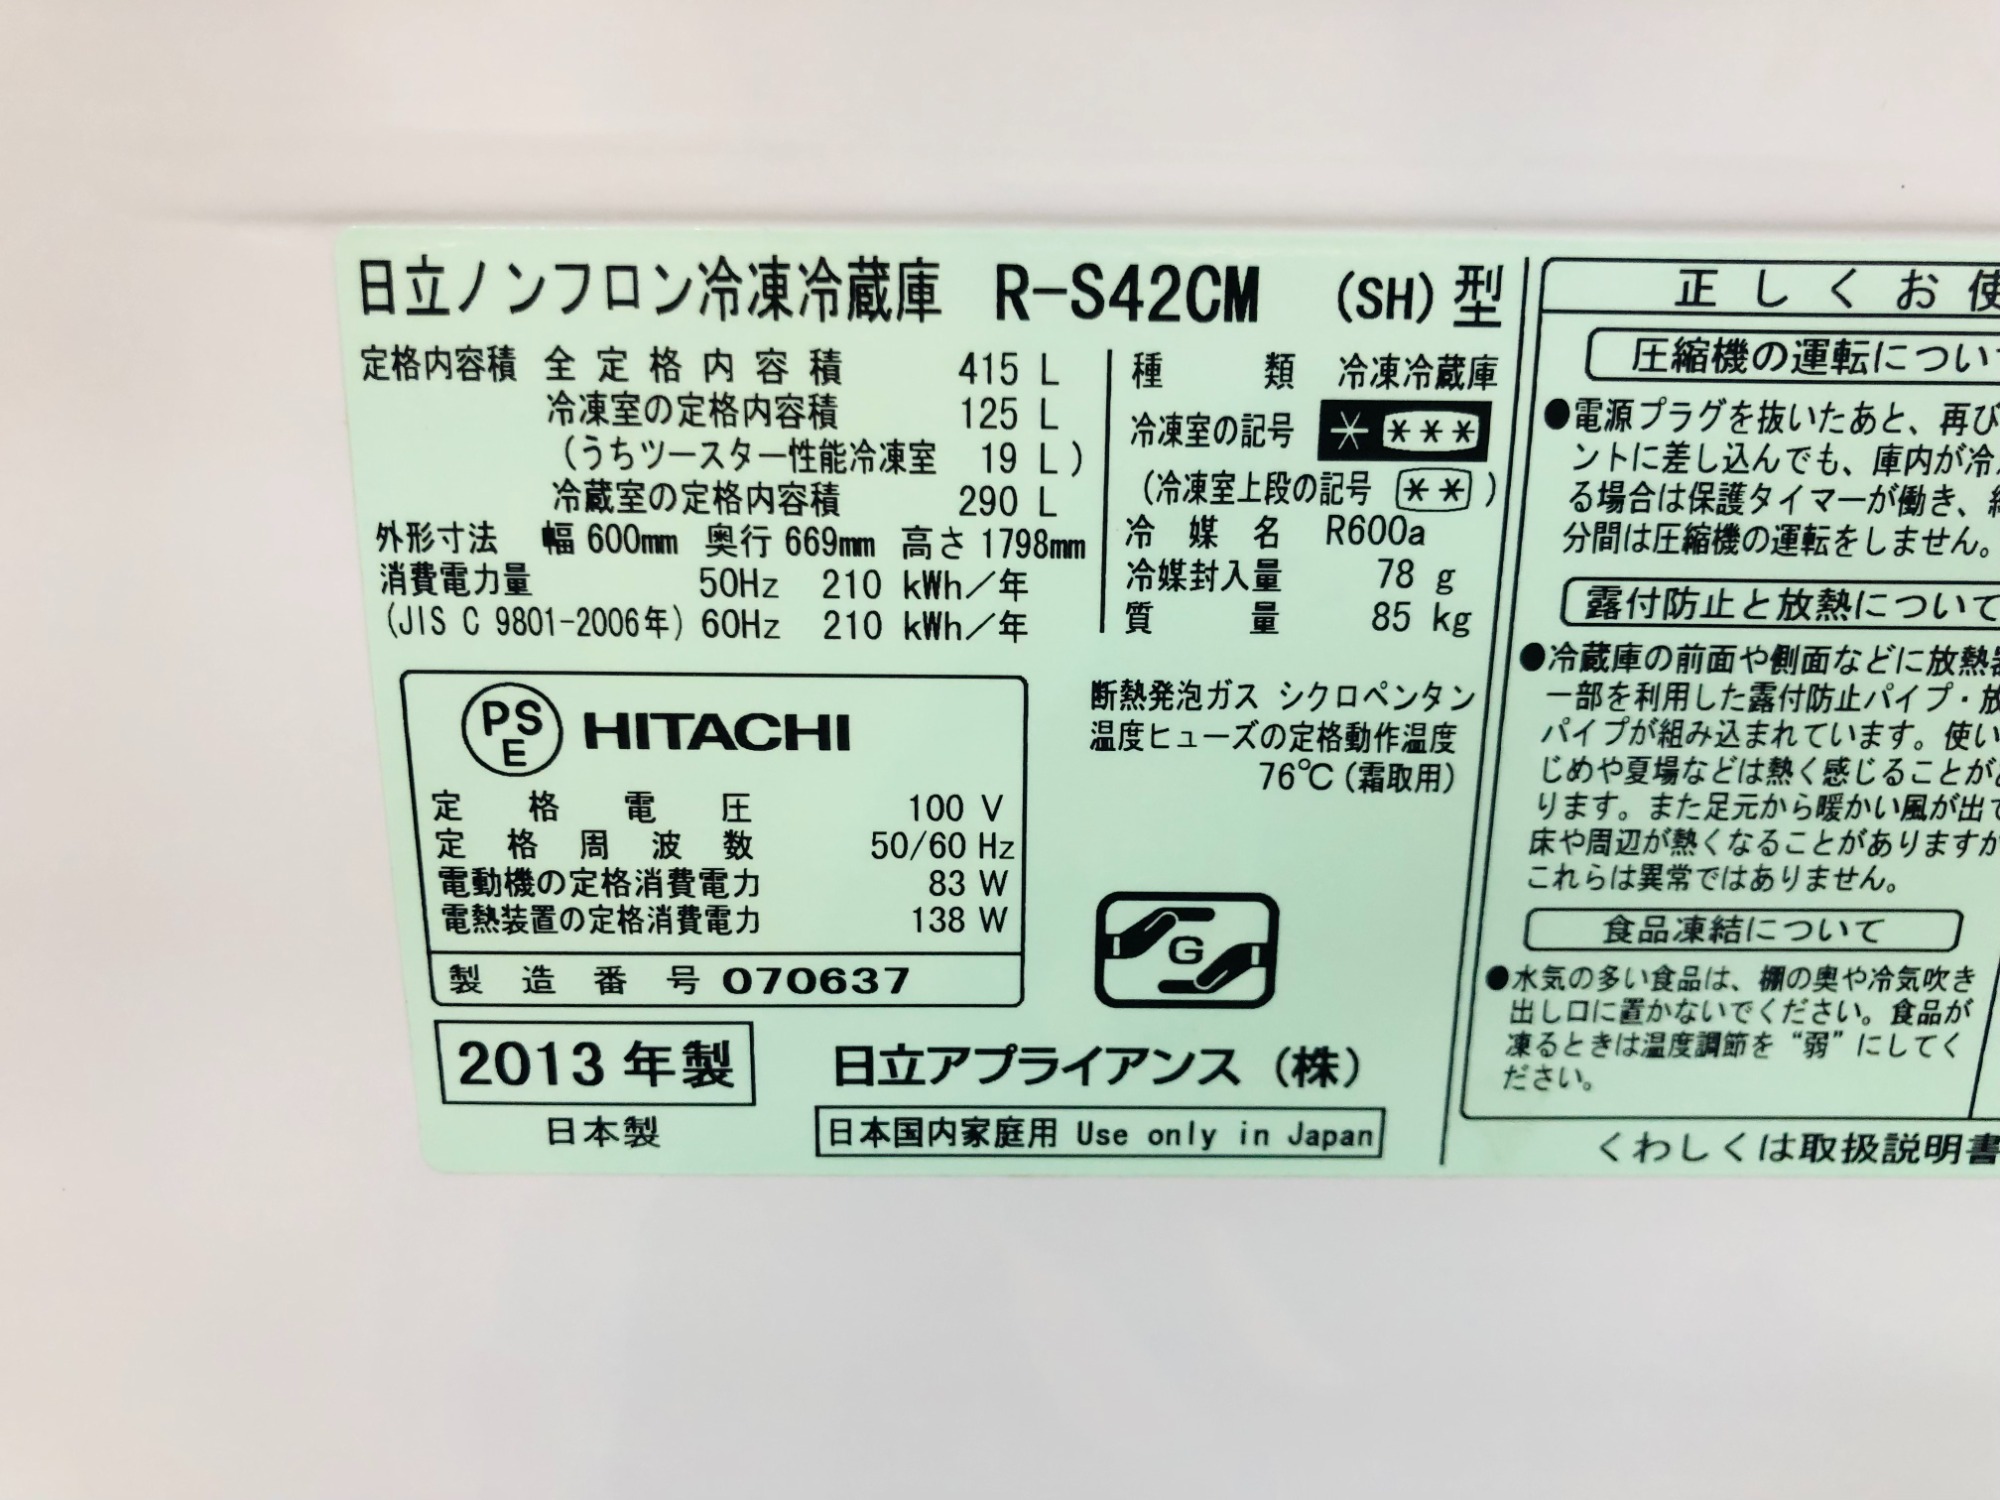 日立ノンフロン冷凍冷蔵庫 R-S42CM (SH) 型
定格内容積 全定格内容積 415 L
冷凍室の定格内容積 125 L
(うちツースター性能冷凍室 19 L)
冷蔵室の定格内容積 290 L
外形寸法 幅 600mm 奥行 669mm 高さ 1798mm
消費電力量 50Hz 210 kWh/年
(JIS C 9801-2006年) 60Hz 210 kWh/年
種類 冷凍冷蔵庫
冷凍室の記号 * ***
(冷凍室上段の記号 **)
冷媒名 R600a
冷媒封入量 78 g
質量 85 kg
PSE HITACHI
定格電圧 100 V
定格周波数 50/60 Hz
電動機の定格消費電力 83 W
電熱装置の定格消費電力 138 W
製造番号 070637
断熱発泡ガス シクロペンタン
温度ヒューズの定格動作温度
76℃(霜取用)
G
2013年製
日本製
日立アプライアンス(株)
日本国内家庭用 Use only in Japan
正しくお使
圧縮機の運転につい
●電源プラグを抜いたあと、再び
ントに差し込んでも、庫内が冷
る場合は保護タイマーが働き、
分間は圧縮機の運転をしません。
露付防止と放熱について
●冷蔵庫の前面や側面などに放熱
一部を利用した露付防止パイプ・放
パイプが組み込まれています。使い
じめや夏場などは熱く感じることが
ります。また足元から暖かい風が出て
床や周辺が熱くなることがありますが
これらは異常ではありません。
食品凍結について
●水気の多い食品は、棚の奥や冷気吹き
出し口に置かないでください。食品が
凍るときは温度調節を“弱”にしてく
ださい。
くわしくは取扱説明書